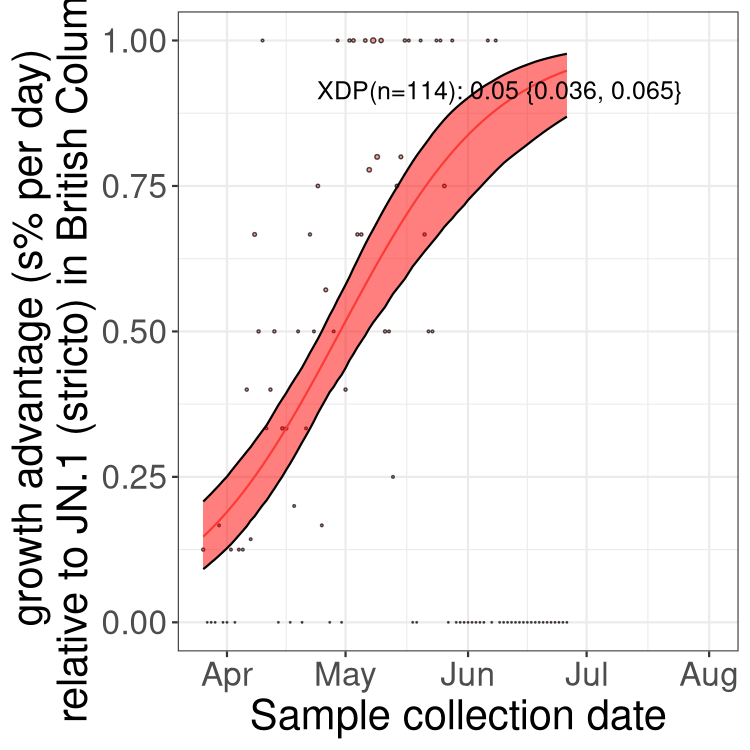 growth advantage (s% per day)
relative to JN.1 (stricto) in British Colum
1.00
0.75
0.50
0.25
0.00
XDP(n=114): 0.05 {0.036, 0.065}
Apr May Jun Jul Aug
Sample collection date